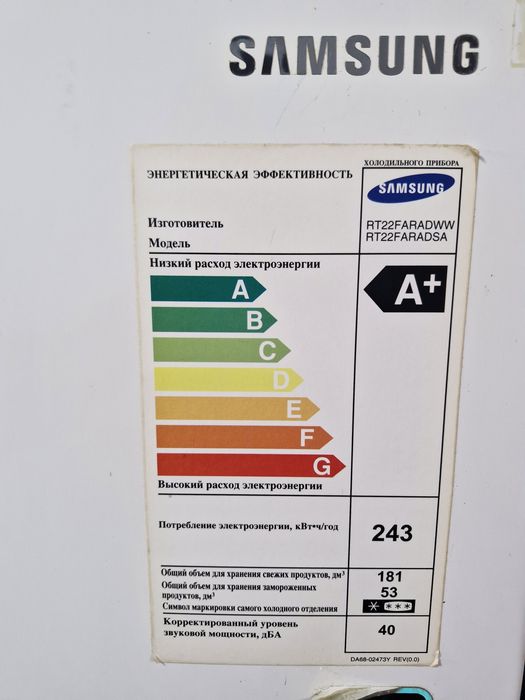 SAMSUNG
ЭНЕРГЕТИЧЕСКАЯ ЭФФЕКТИВНОСТЬ
ХОЛОДИЛЬНОГО ПРИБОРА
SAMSUNG
Изготовитель
Модель
RT22FARADWW
RT22FARADSA
Низкий расход электроэнергии
A+
A
B
C
D
E
F
G
Высокий расход электроэнергии
Потребление электроэнергии, кВт•ч/год
243
Общий объем для хранения свежих продуктов, дм³
181
Общий объем для хранения замороженных
продуктов, дм³
53
Символ маркировки самого холодного отделения
Корректированный уровень
звуковой мощности, дБА
40
DA68-02473Y REV(0.0)